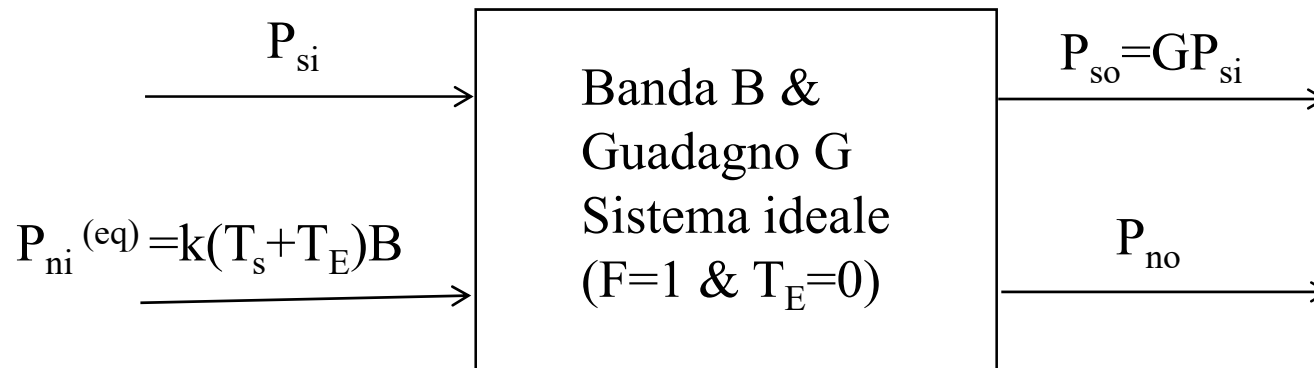 P_si
P_ni^(eq)=k(T_s+T_E)B
Banda B &
Guadagno G
Sistema ideale
(F=1 & T_E=0)
P_so=GP_si
P_no